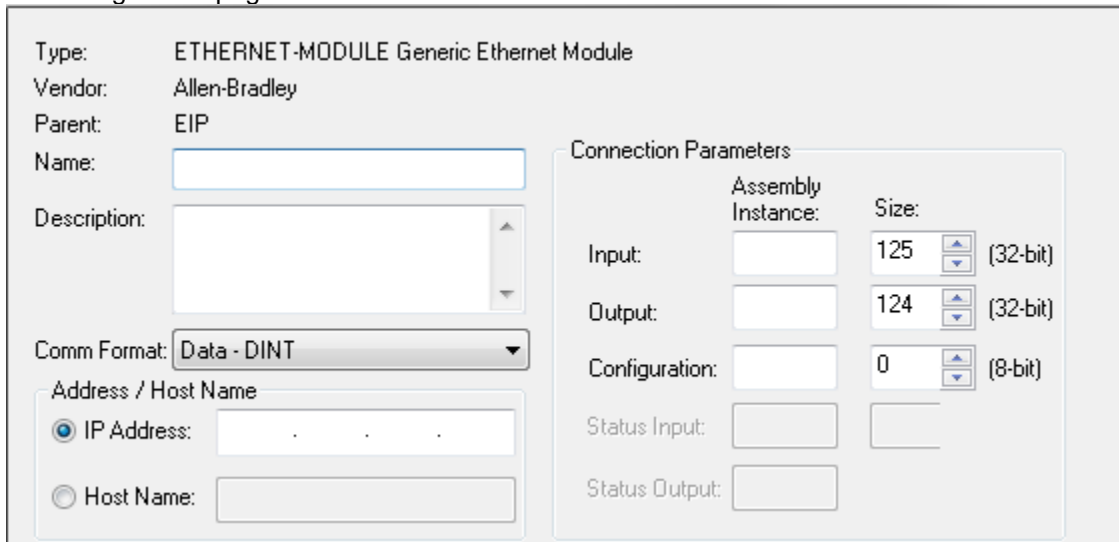 Type: ETHERNET-MODULE Generic Ethernet Module
Vendor: Allen-Bradley
Parent: EIP
Name:
Description:
Comm Format: Data - DINT
Address / Host Name
IP Address: . . .
Host Name:
Connection Parameters
Assembly Instance: Size:
Input: 125 (32-bit)
Output: 124 (32-bit)
Configuration: 0 (8-bit)
Status Input:
Status Output: